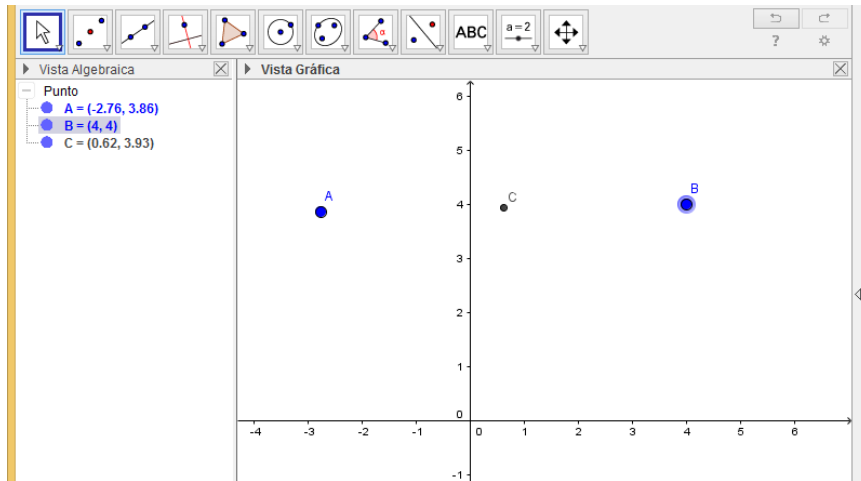 ABC
a=2
α
?
Vista Algebraica
Vista Gráfica
Punto
A = (-2.76, 3.86)
B = (4, 4)
C = (0.62, 3.93)
6
5
A
C
B
4
3
2
1
0
-4 -3 -2 -1 0 1 2 3 4 5 6
-1